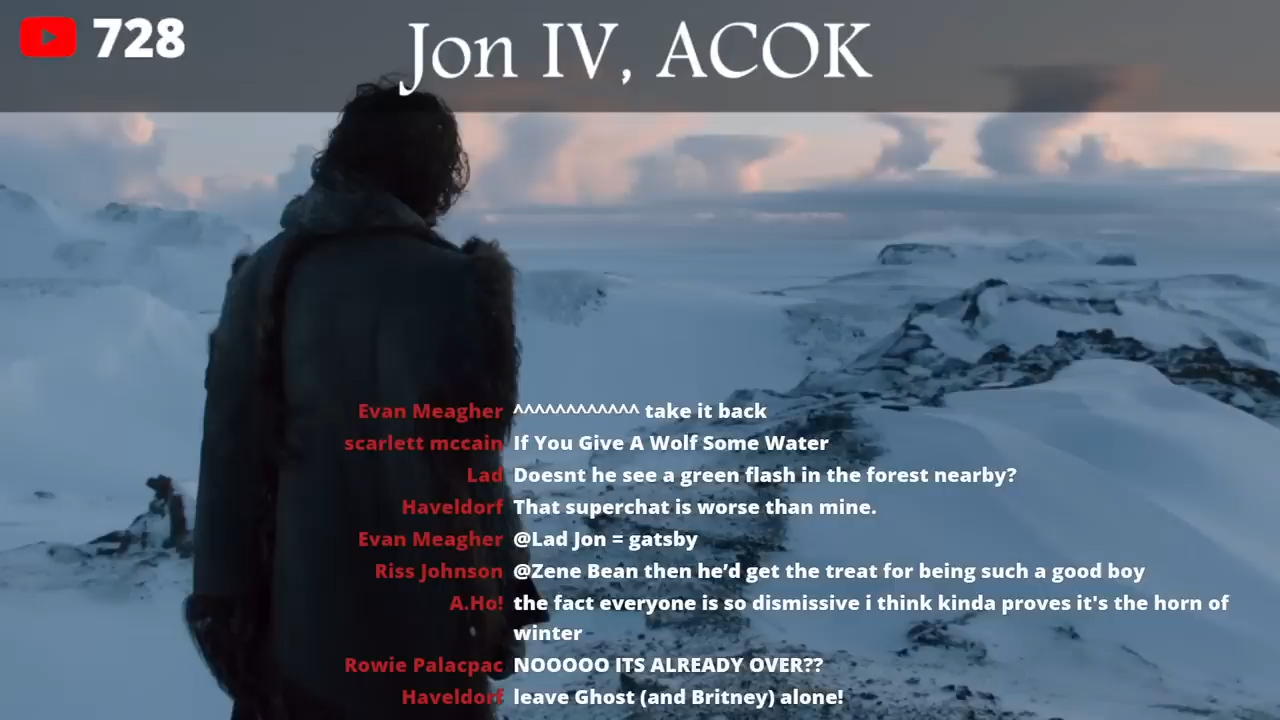 728
Jon IV, ACOK
Evan Meagher ^^^^^^^^^^^^ take it back
scarlett mccain If You Give A Wolf Some Water
Lad Doesnt he see a green flash in the forest nearby?
Haveldorf That superchat is worse than mine.
Evan Meagher @Lad Jon = gatsby
Riss Johnson @Zene Bean then he’d get the treat for being such a good boy
A.Ho! the fact everyone is so dismissive i think kinda proves it's the horn of
winter
Rowie Palacpac NOOOOO ITS ALREADY OVER??
Haveldorf leave Ghost (and Britney) alone!